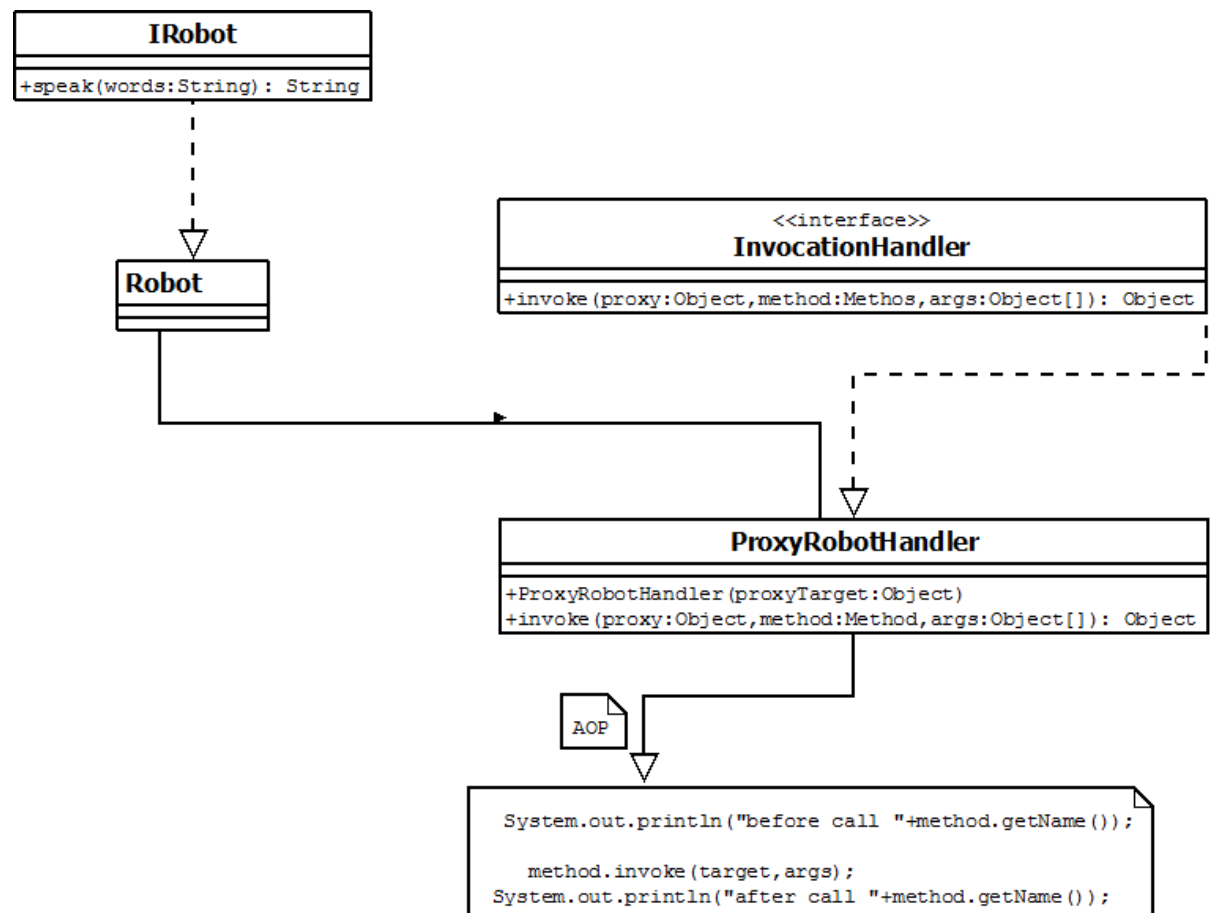 IRobot
+speak(words:String): String
Robot
<<interface>>
InvocationHandler
+invoke(proxy:Object,method:Methos,args:Object[]): Object
ProxyRobotHandler
+ProxyRobotHandler(proxyTarget:Object)
+invoke(proxy:Object,method:Method,args:Object[]): Object
AOP
System.out.println("before call "+method.getName());
method.invoke(target,args);
System.out.println("after call "+method.getName());